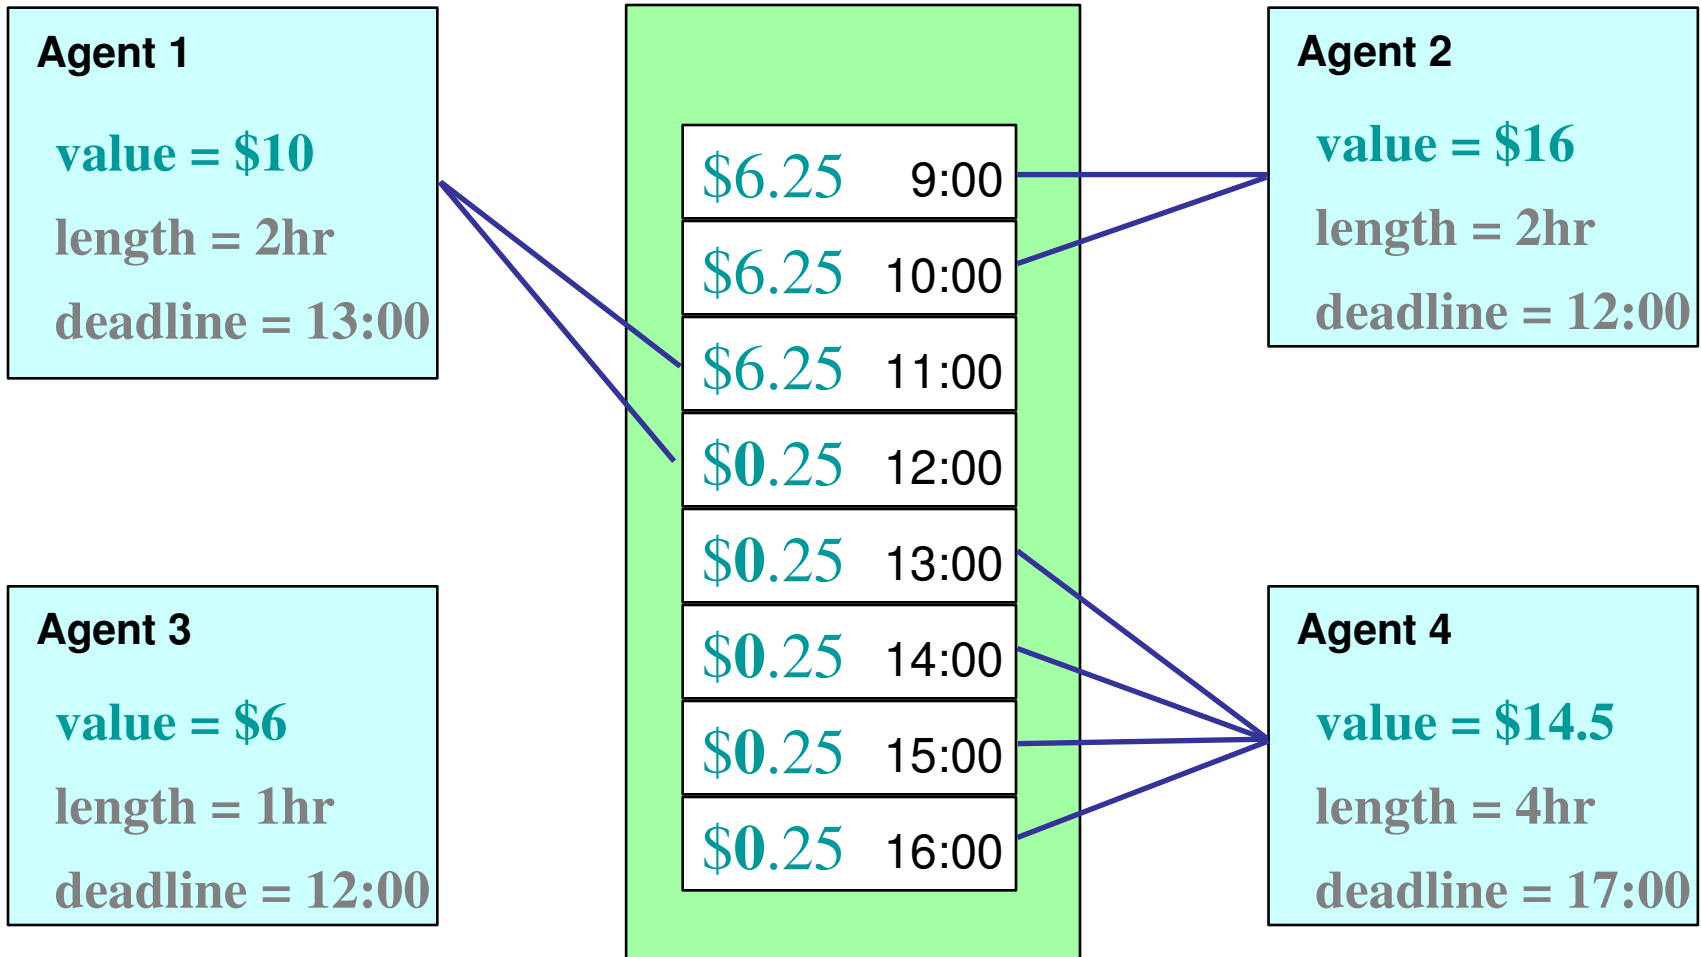 Agent 1
value = $10
length = 2hr
deadline = 13:00
$6.25 9:00
$6.25 10:00
$6.25 11:00
$0.25 12:00
$0.25 13:00
$0.25 14:00
$0.25 15:00
$0.25 16:00
Agent 2
value = $16
length = 2hr
deadline = 12:00
Agent 3
value = $6
length = 1hr
deadline = 12:00
Agent 4
value = $14.5
length = 4hr
deadline = 17:00